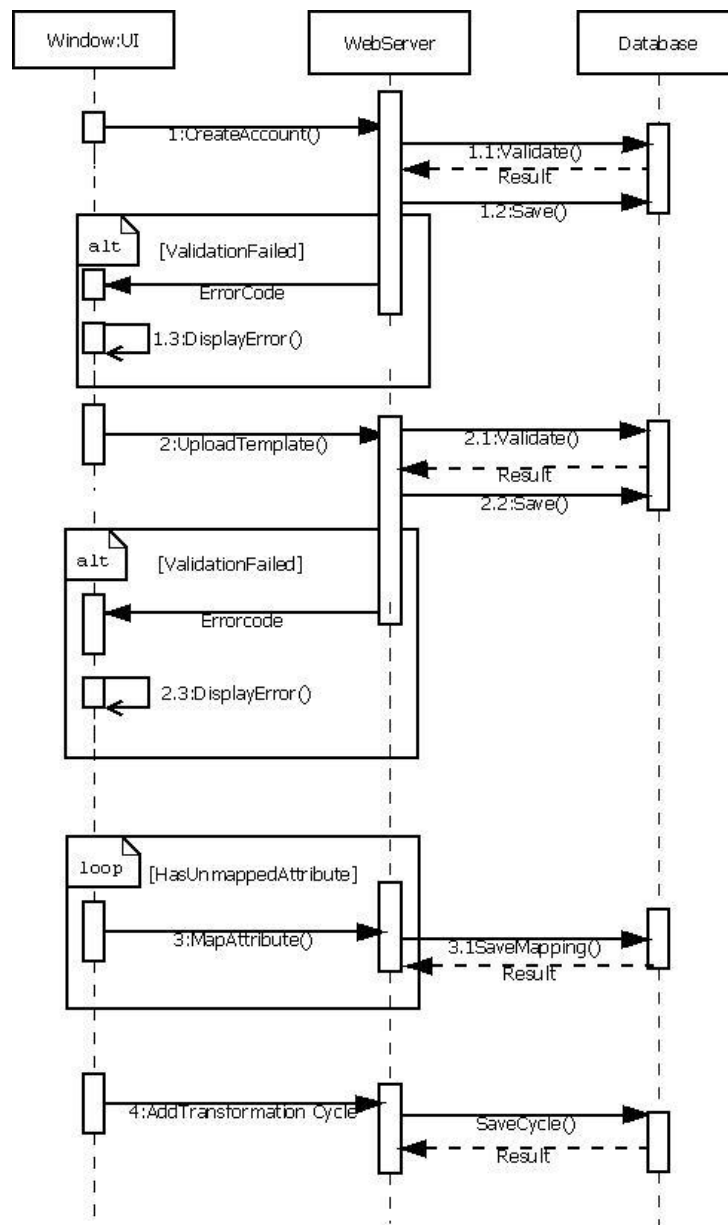 Window:UI
WebServer
Database
1:CreateAccount()
1.1:Validate()
Result
1.2:Save()
alt
[ValidationFailed]
ErrorCode
1.3:DisplayError()
2:UploadTemplate()
2.1:Validate()
Result
2.2:Save()
alt
[ValidationFailed]
Errorcode
2.3:DisplayError()
loop
[HasUnmappedAttribute]
3:MapAttribute()
3.1SaveMapping()
Result
4:AddTransformation Cycle
SaveCycle()
Result